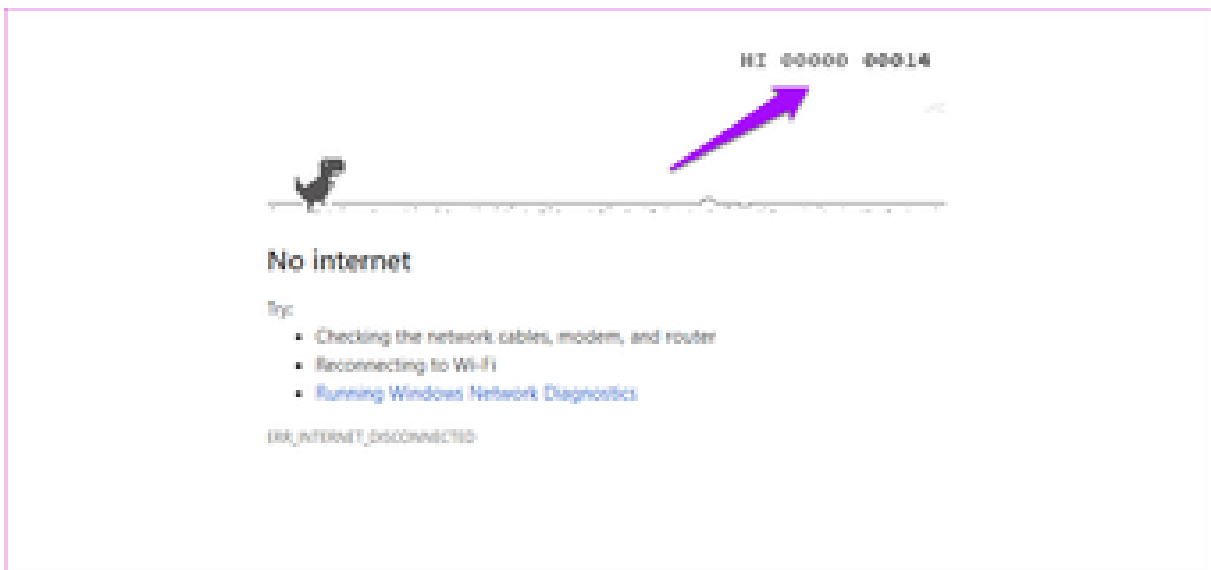 HI 00000 00014
No internet
Try:
• Checking the network cables, modem, and router
• Reconnecting to Wi-Fi
• Running Windows Network Diagnostics
ERR_INTERNET_DISCONNECTED